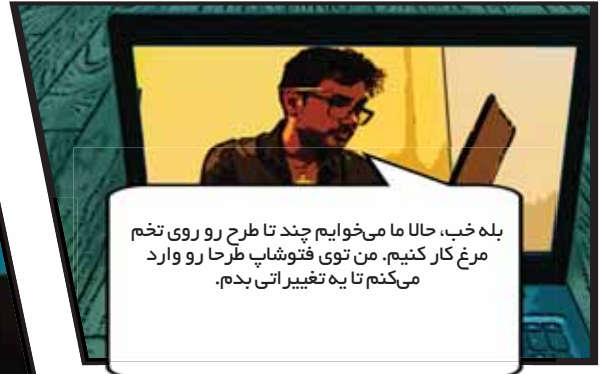 بله خب، حالا ما می‌خوایم چند تا طرح رو روی تخم
مرغ کار کنیم. من توی فتوشاپ طرحا رو وارد
می‌کنم تا یه تغییراتی بدم.